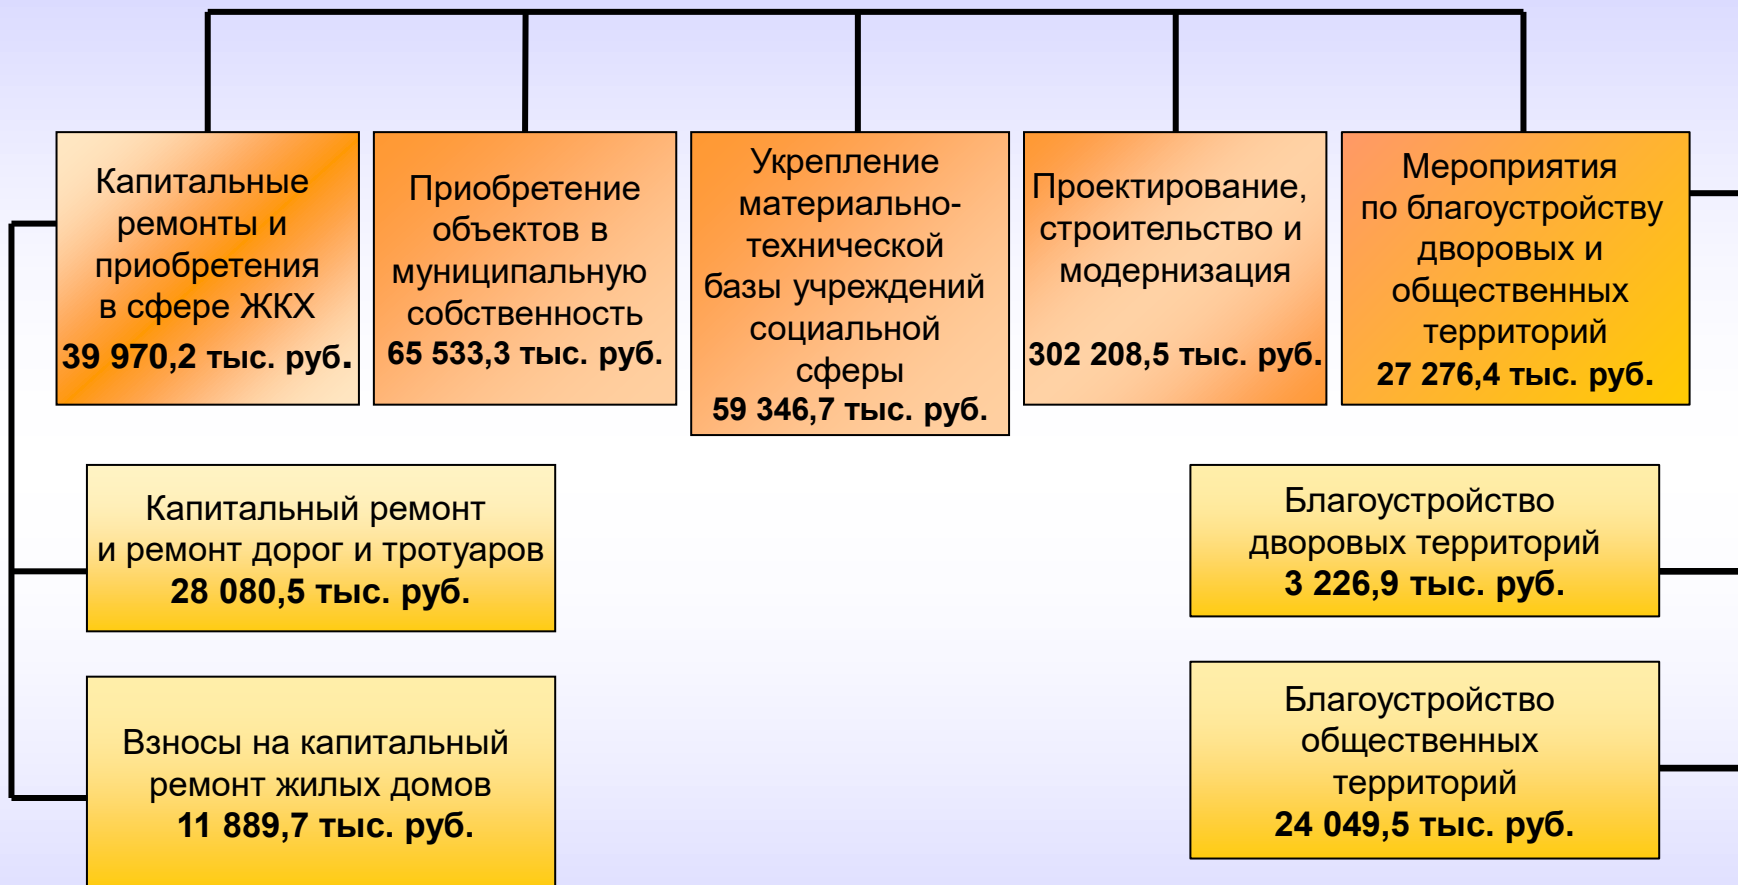 Капитальные
ремонты и
приобретения
в сфере ЖКХ
39 970,2 тыс. руб.
Приобретение
объектов в
муниципальную
собственность
65 533,3 тыс. руб.
Укрепление
материально-
технической
базы учреждений
социальной
сферы
59 346,7 тыс. руб.
Проектирование,
строительство и
модернизация
302 208,5 тыс. руб.
Мероприятия
по благоустройству
дворовых и
общественных
территорий
27 276,4 тыс. руб.
Капитальный ремонт
и ремонт дорог и тротуаров
28 080,5 тыс. руб.
Благоустройство
дворовых территорий
3 226,9 тыс. руб.
Взносы на капитальный
ремонт жилых домов
11 889,7 тыс. руб.
Благоустройство
общественных
территорий
24 049,5 тыс. руб.